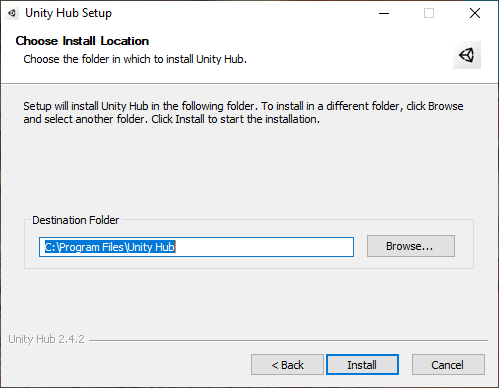 Unity Hub Setup
Choose Install Location
Choose the folder in which to install Unity Hub.
Setup will install Unity Hub in the following folder. To install in a different folder, click Browse
and select another folder. Click Install to start the installation.
Destination Folder
C:\Program Files\Unity Hub
Browse...
Unity Hub 2.4.2
< Back
Install
Cancel